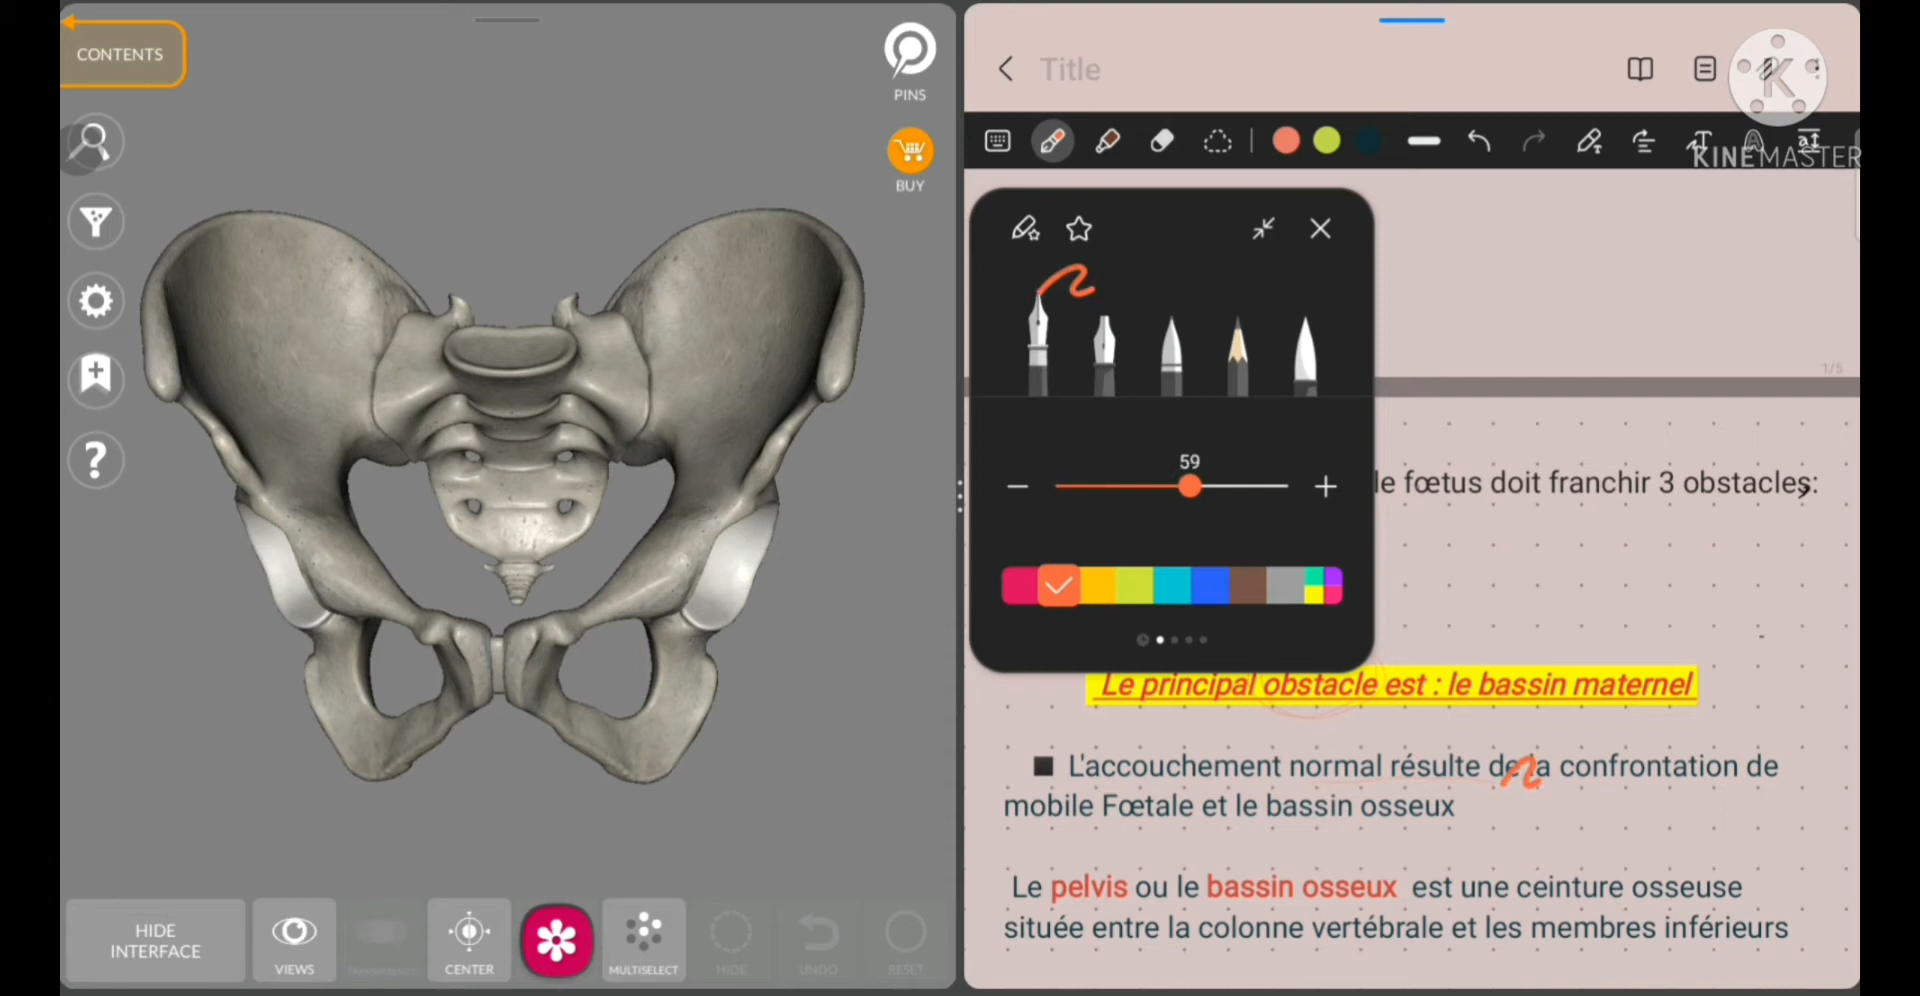 CONTENTS
PINS
BUY
?
HIDE
INTERFACE
VIEWS
CENTER
MULTISELECT
HIDE
UNDO
RESET
Title
K
KINEMASTER
1/5
59
le fœtus doit franchir 3 obstacles:
Le principal obstacle est : le bassin maternel
L'accouchement normal résulte de la confrontation de
mobile Fœtale et le bassin osseux
Le pelvis ou le bassin osseux est une ceinture osseuse
située entre la colonne vertébrale et les membres inférieurs